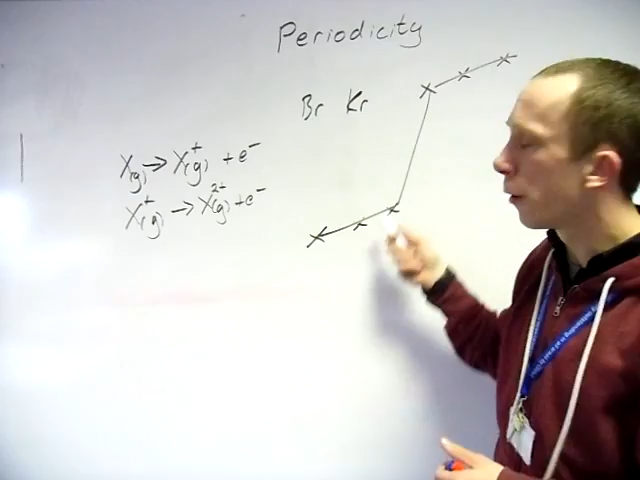 Periodicity
Br Kr
X(g) → X⁺(g) + e⁻
X⁺(g) → X²⁺(g) + e⁻